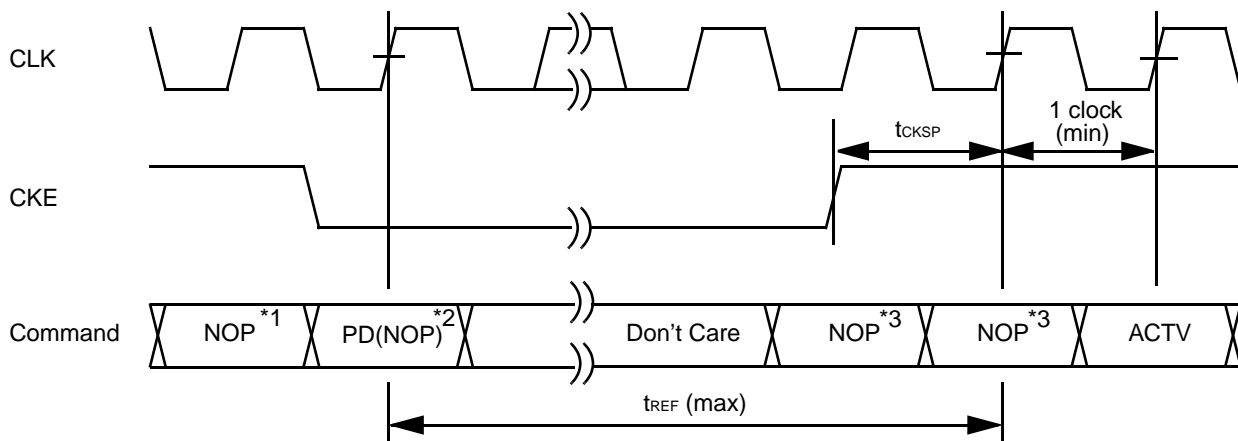 CLK
tCKSP
1 clock
(min)
CKE
Command
NOP*1
PD(NOP)*2
Don't Care
NOP*3
NOP*3
ACTV
tREF (max)